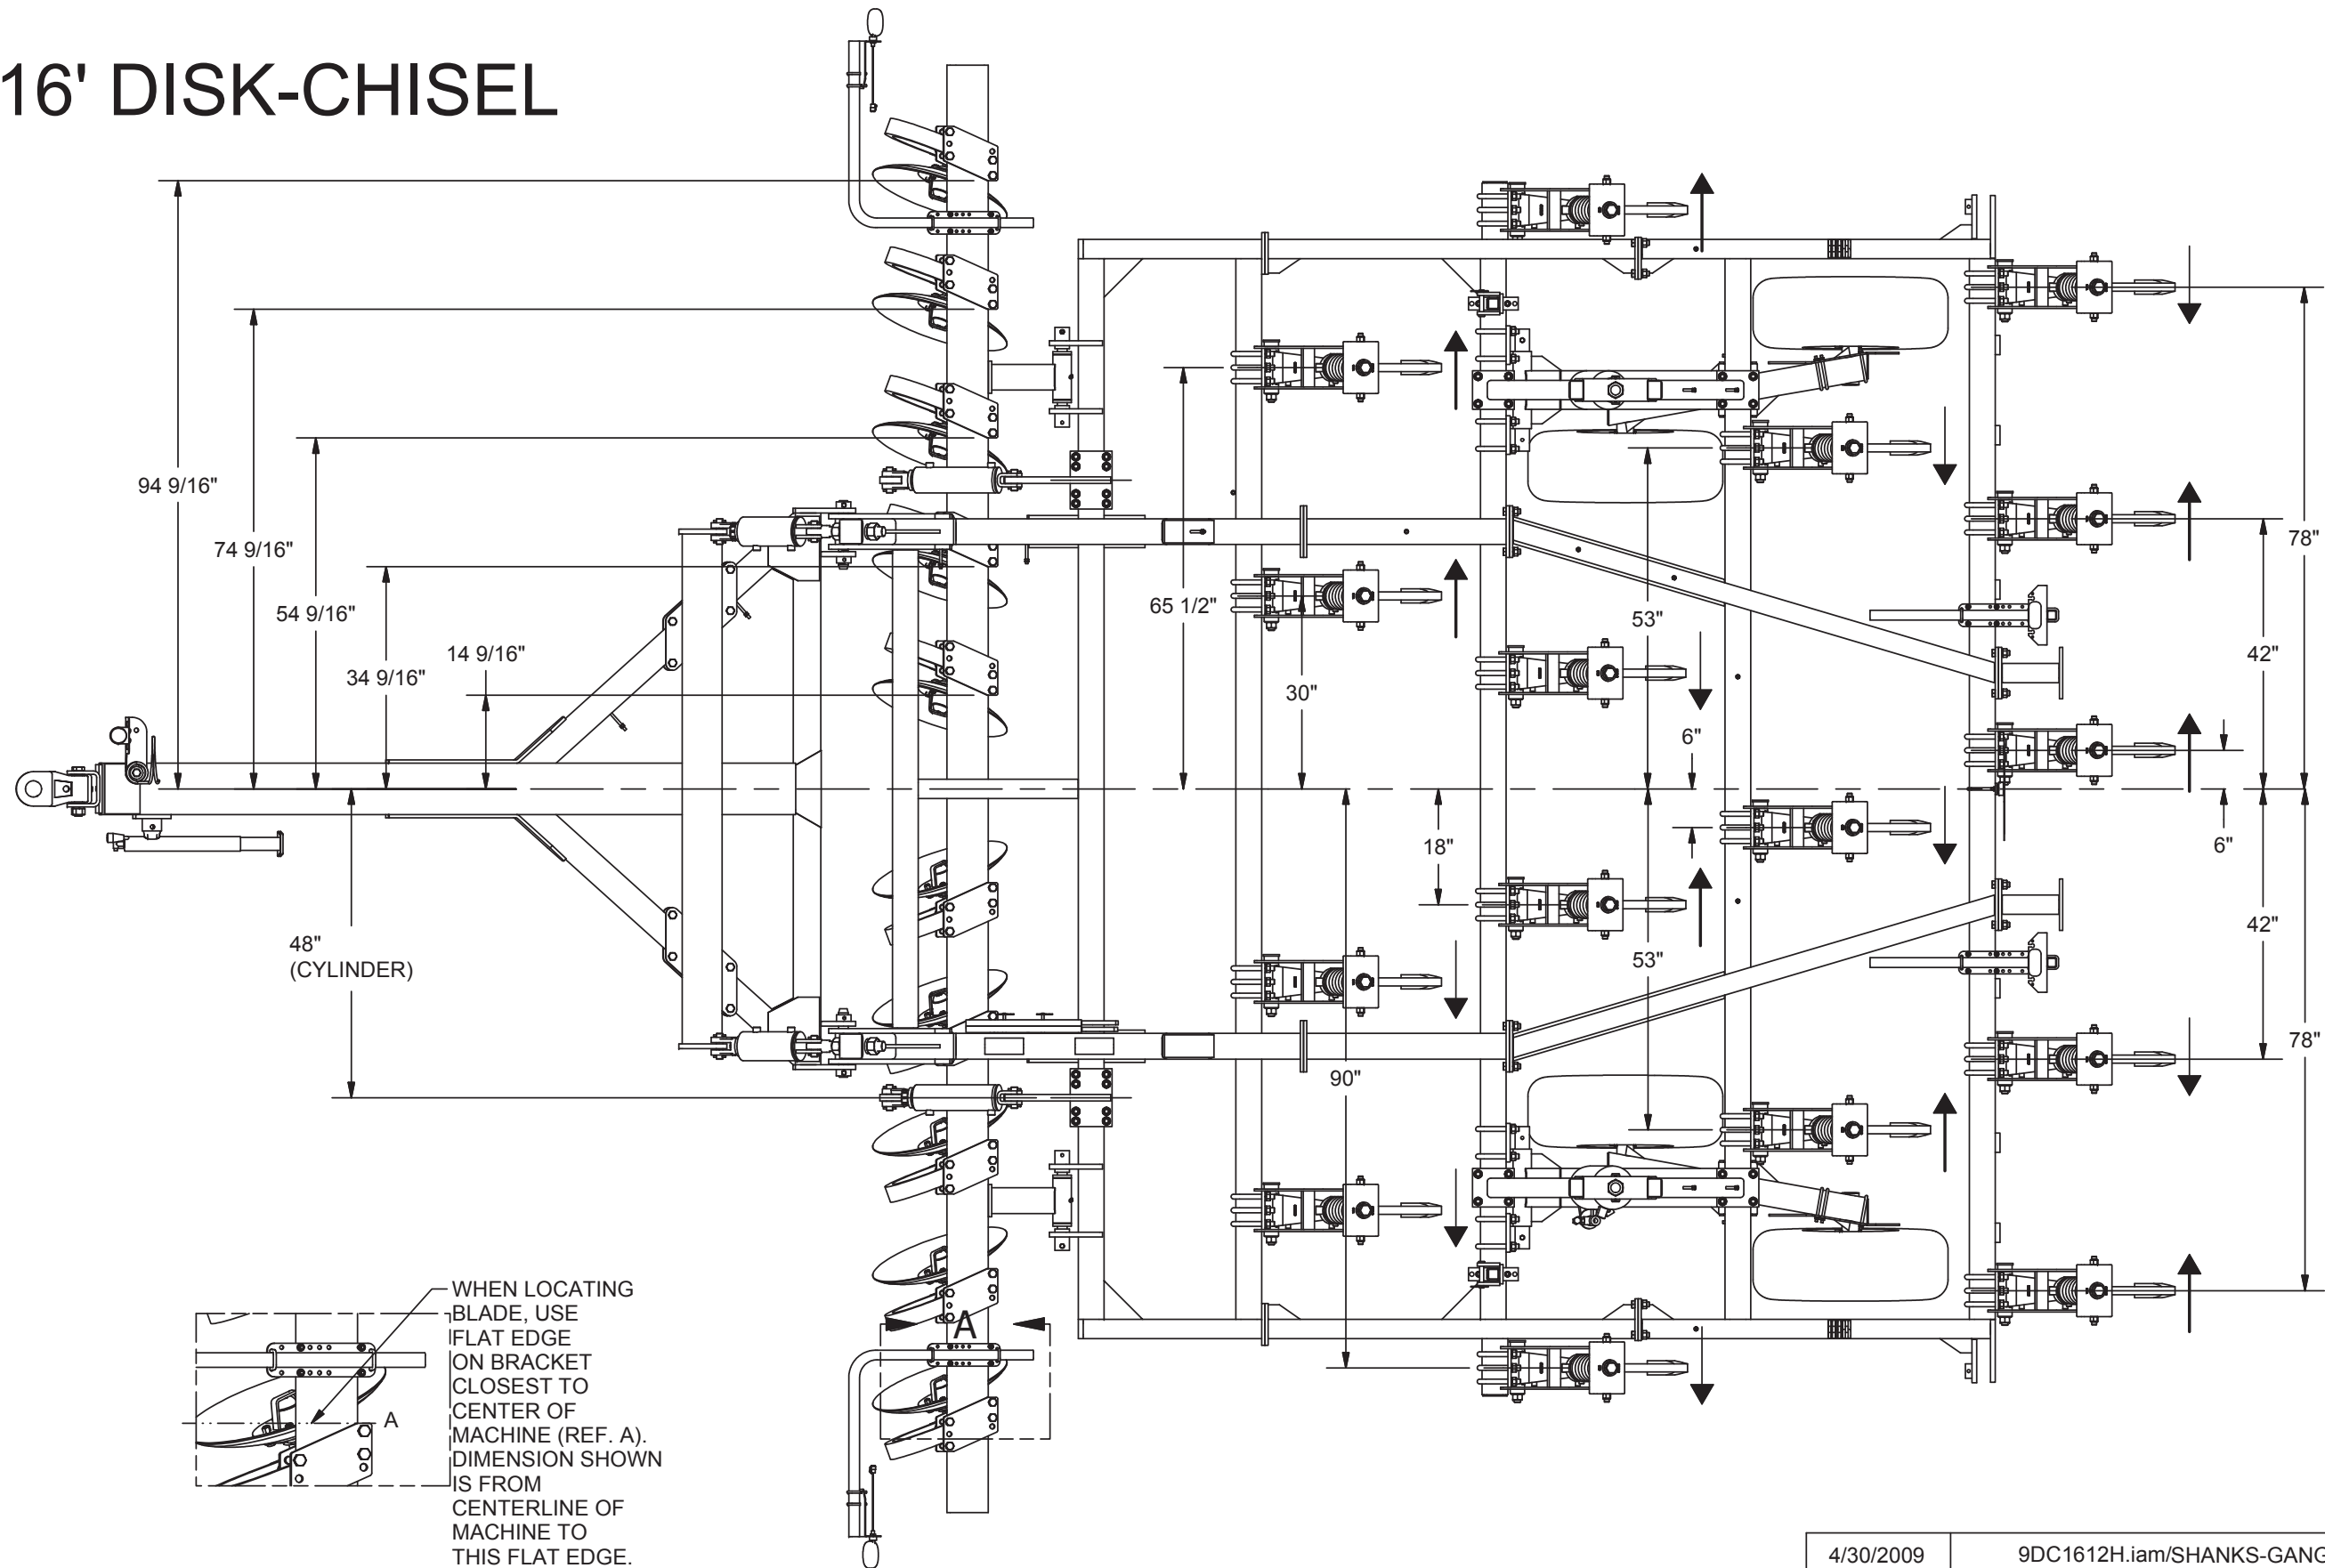 16' DISK-CHISEL
94 9/16"
74 9/16"
54 9/16"
34 9/16"
14 9/16"
65 1/2"
30"
53"
6"
78"
42"
18"
6"
48"
(CYLINDER)
53"
42"
78"
90"
A
A
WHEN LOCATING
BLADE, USE
FLAT EDGE
ON BRACKET
CLOSEST TO
CENTER OF
MACHINE (REF. A).
DIMENSION SHOWN
IS FROM
CENTERLINE OF
MACHINE TO
THIS FLAT EDGE.
4/30/2009 9DC1612H.iam/SHANKS-GANG